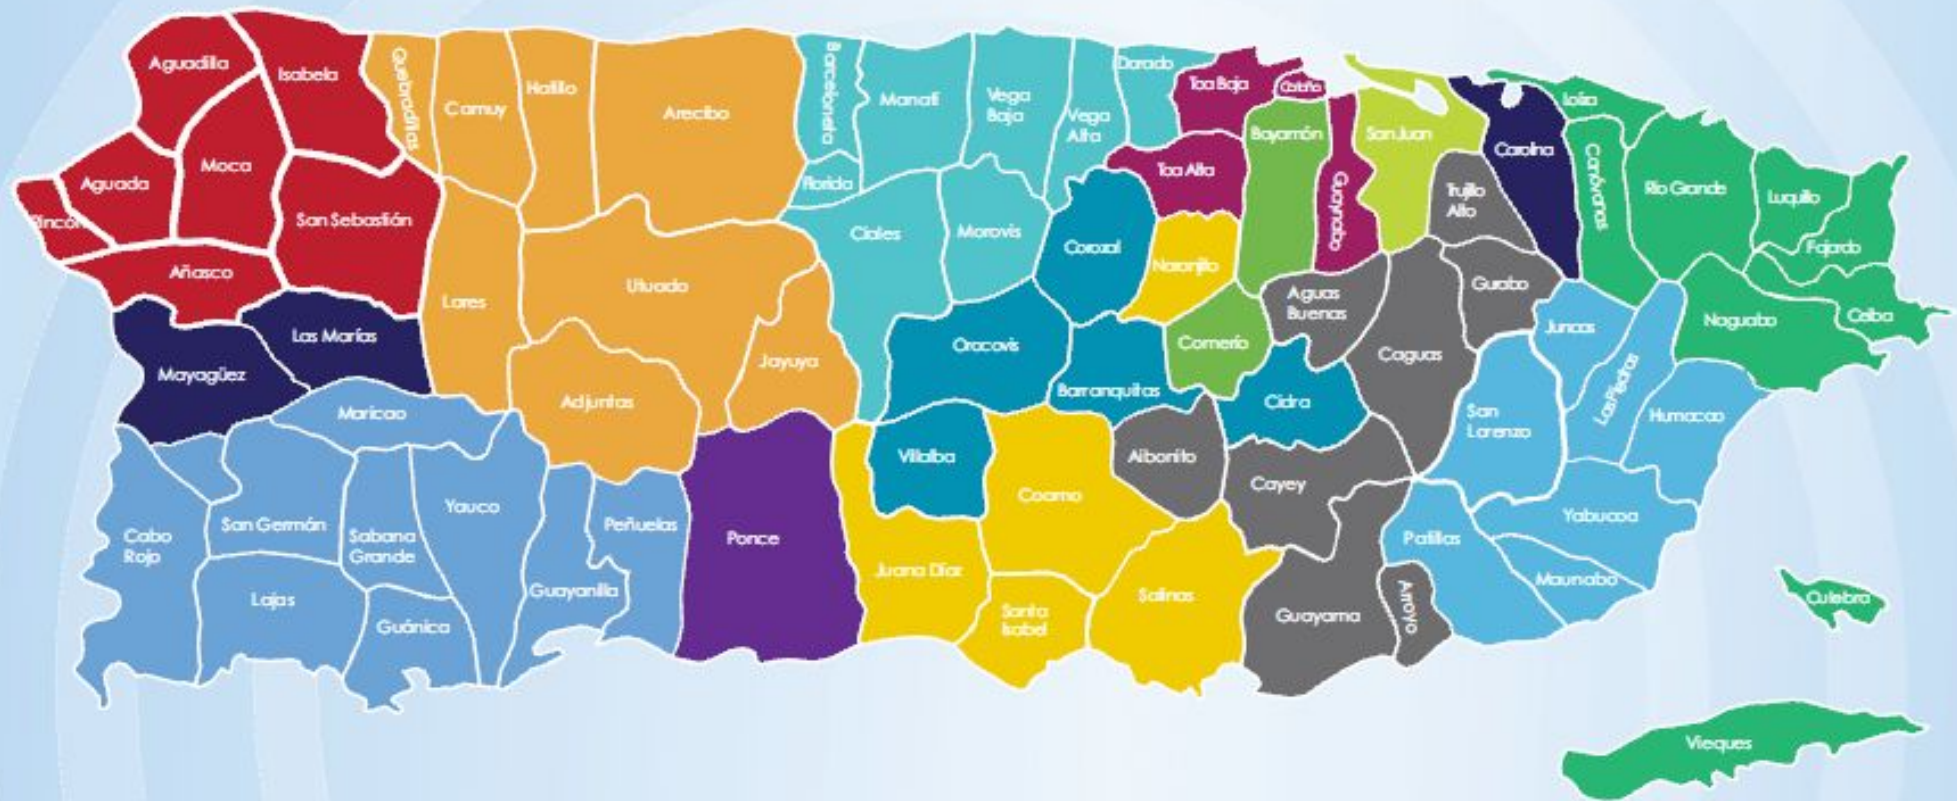 Aguadilla
Isabela
Quebradillas
Camuy
Hatillo
Arecibo
Barceloneta
Manatí
Vega
Baja
Vega
Alta
Dorado
Toa Baja
Cataño
Bayamón
San Juan
Carolina
Loíza
Canóvanas
Río Grande
Luquillo
Fajardo
Rincón
Aguada
Moca
San Sebastián
Florida
Toa Alta
Guaynabo
Trujillo
Alto
Añasco
Lares
Utuado
Ciales
Morovis
Corozal
Naranjito
Aguas
Buenas
Gurabo
Juncos
Naguabo
Ceiba
Mayagüez
Las Marías
Jayuya
Orocovis
Barranquitas
Comerío
Cidra
Caguas
Las Piedras
Humacao
Maricao
Adjuntas
Villalba
Aibonito
San
Lorenzo
Cayey
Coamo
Cabo
Rojo
San Germán
Sabana
Grande
Yauco
Peñuelas
Ponce
Juana Díaz
Salinas
Patillas
Yabucoa
Maunabo
Lajas
Guánica
Guayanilla
Santa
Isabel
Guayama
Arroyo
Culebra
Vieques